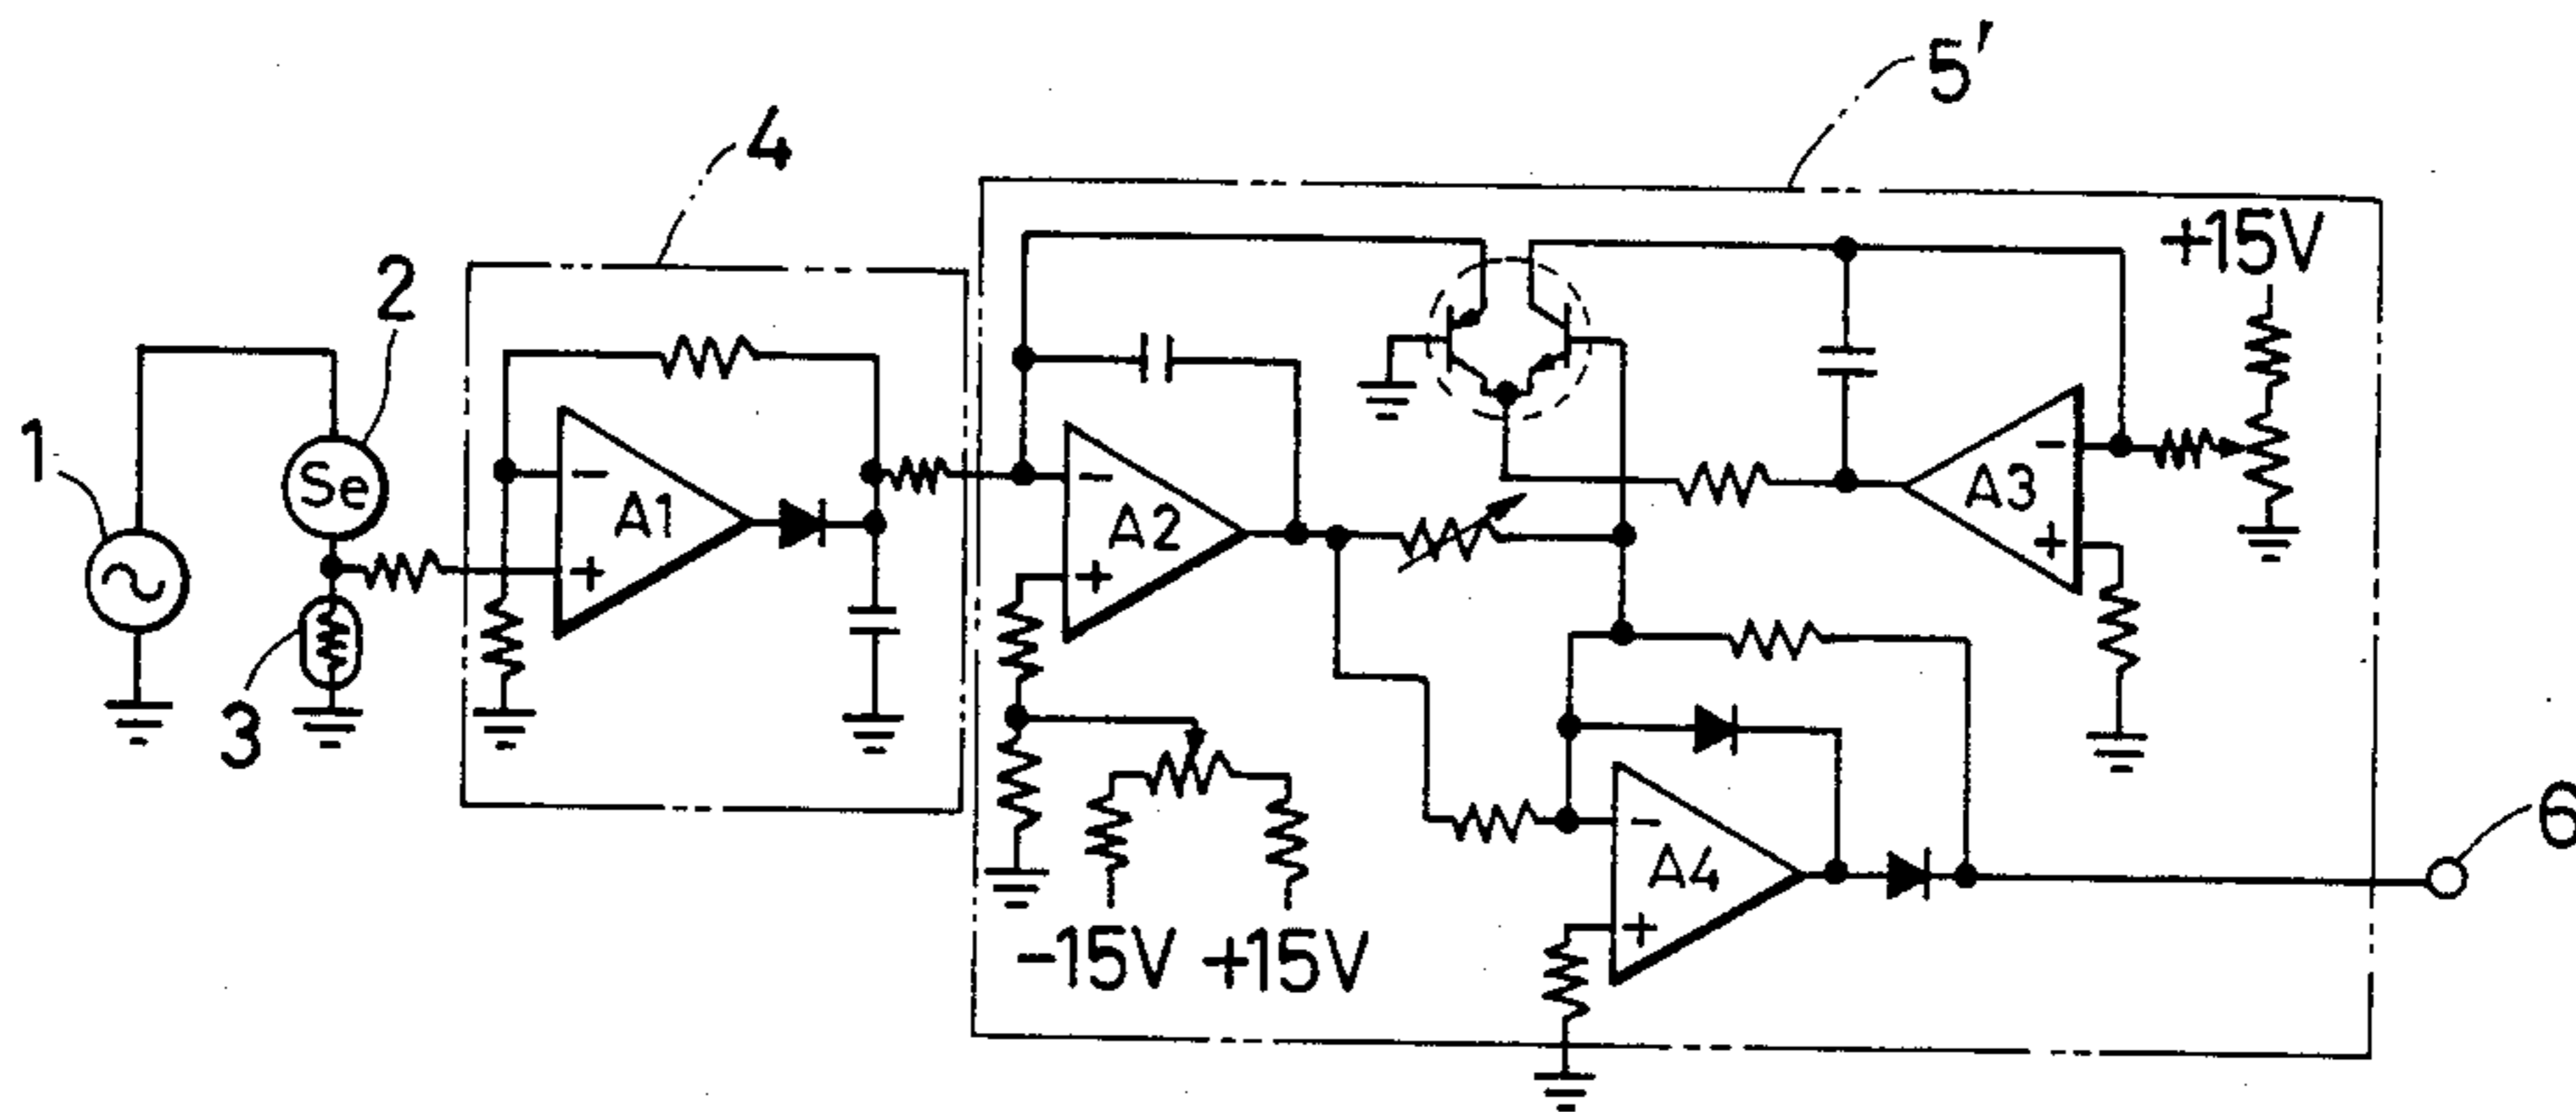 5'
4
+15V
2
1
Se
A1
A2
A3
3
A4
6
-15V +15V
- + - + - + - +